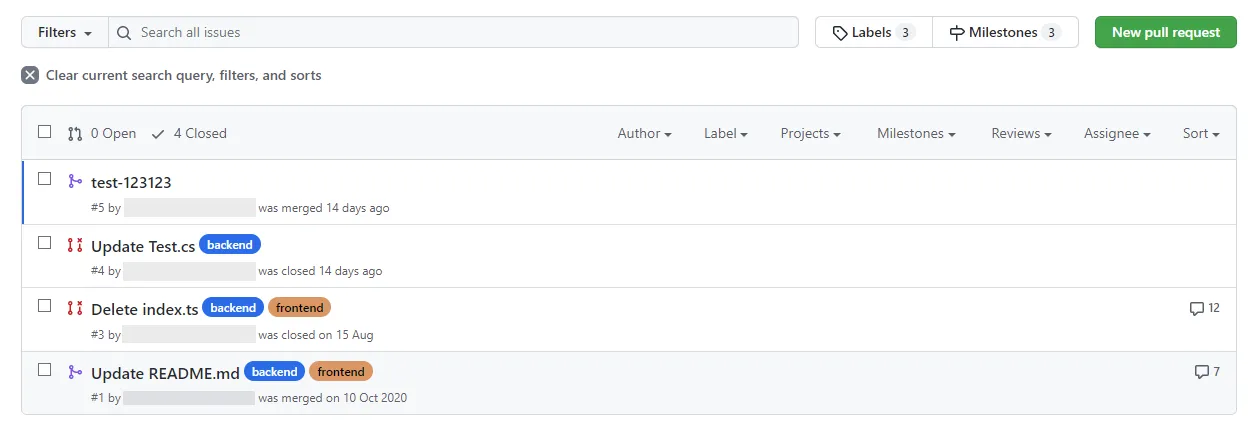 Filters Search all issues Labels 3 Milestones 3 New pull request
Clear current search query, filters, and sorts
0 Open 4 Closed Author Label Projects Milestones Reviews Assignee Sort
test-123123
#5 by was merged 14 days ago
Update Test.cs backend
#4 by was closed 14 days ago
Delete index.ts backend frontend 12
#3 by was closed on 15 Aug
Update README.md backend frontend 7
#1 by was merged on 10 Oct 2020